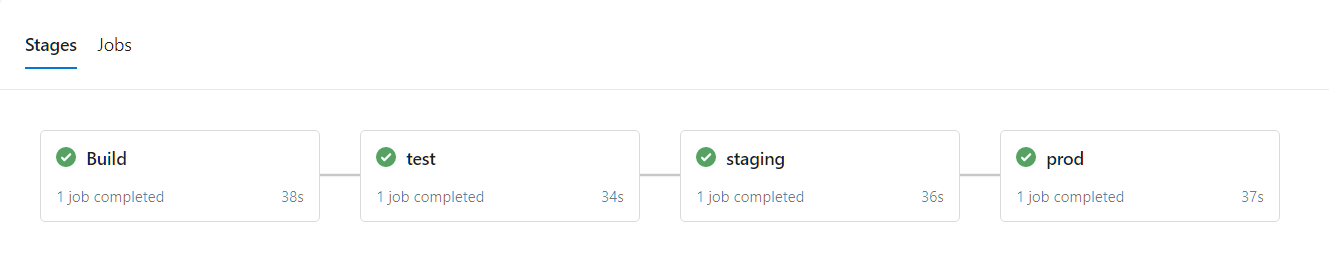 Stages Jobs
Build
1 job completed 38s
test
1 job completed 34s
staging
1 job completed 36s
prod
1 job completed 37s